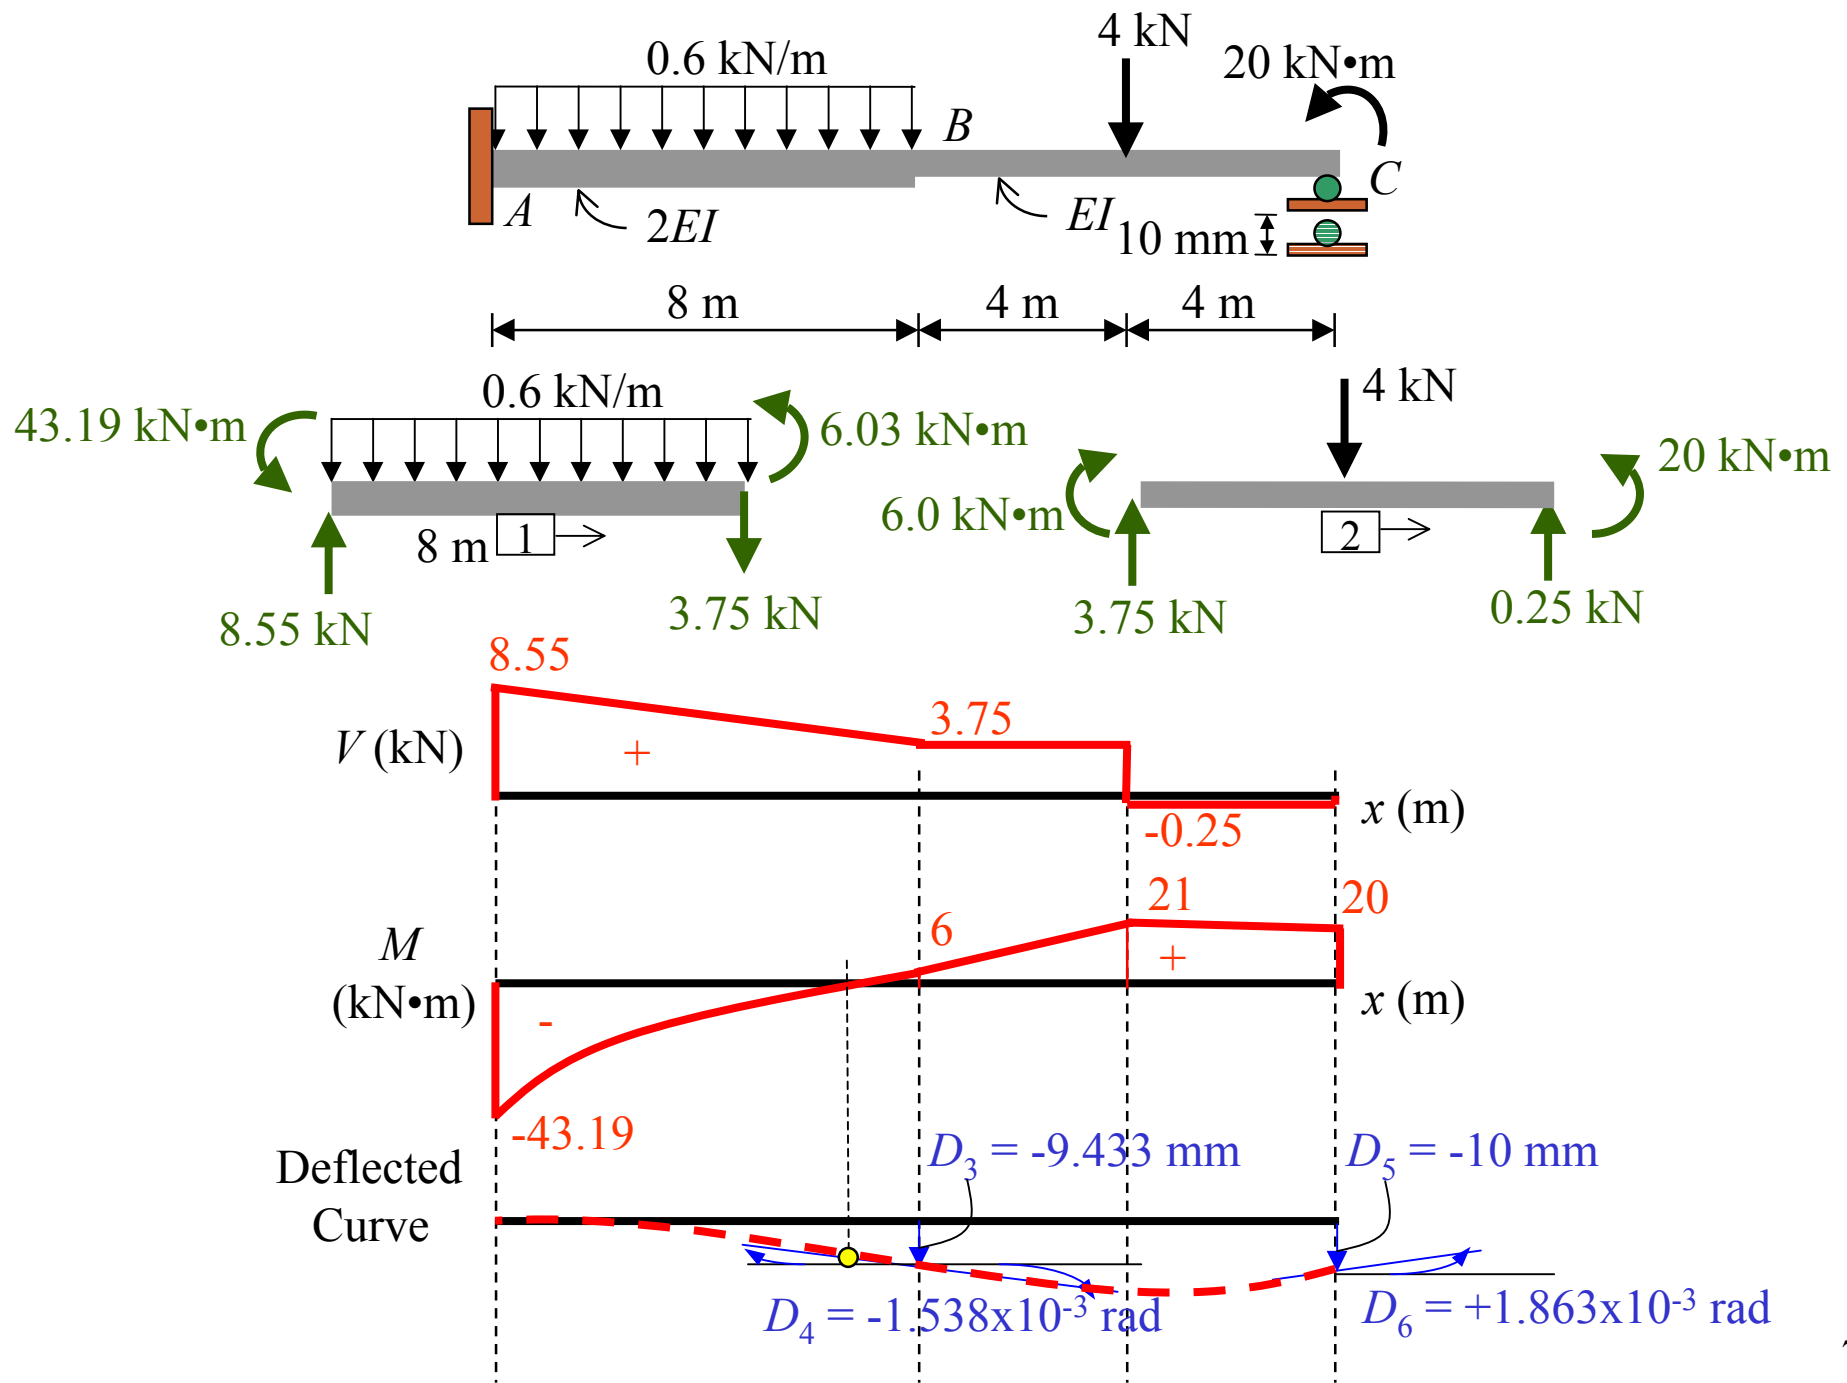 4 kN
0.6 kN/m
20 kN•m
B
A
2EI
EI
C
10 mm
8 m
4 m
4 m
0.6 kN/m
4 kN
43.19 kN•m
6.03 kN•m
20 kN•m
6.0 kN•m
8 m
1
2
8.55 kN
3.75 kN
3.75 kN
0.25 kN
8.55
3.75
V (kN)
+
-0.25
x (m)
21
20
6
M
(kN•m)
+
-
x (m)
-43.19
D3 = -9.433 mm
D5 = -10 mm
Deflected
Curve
D4 = -1.538x10-3 rad
D6 = +1.863x10-3 rad